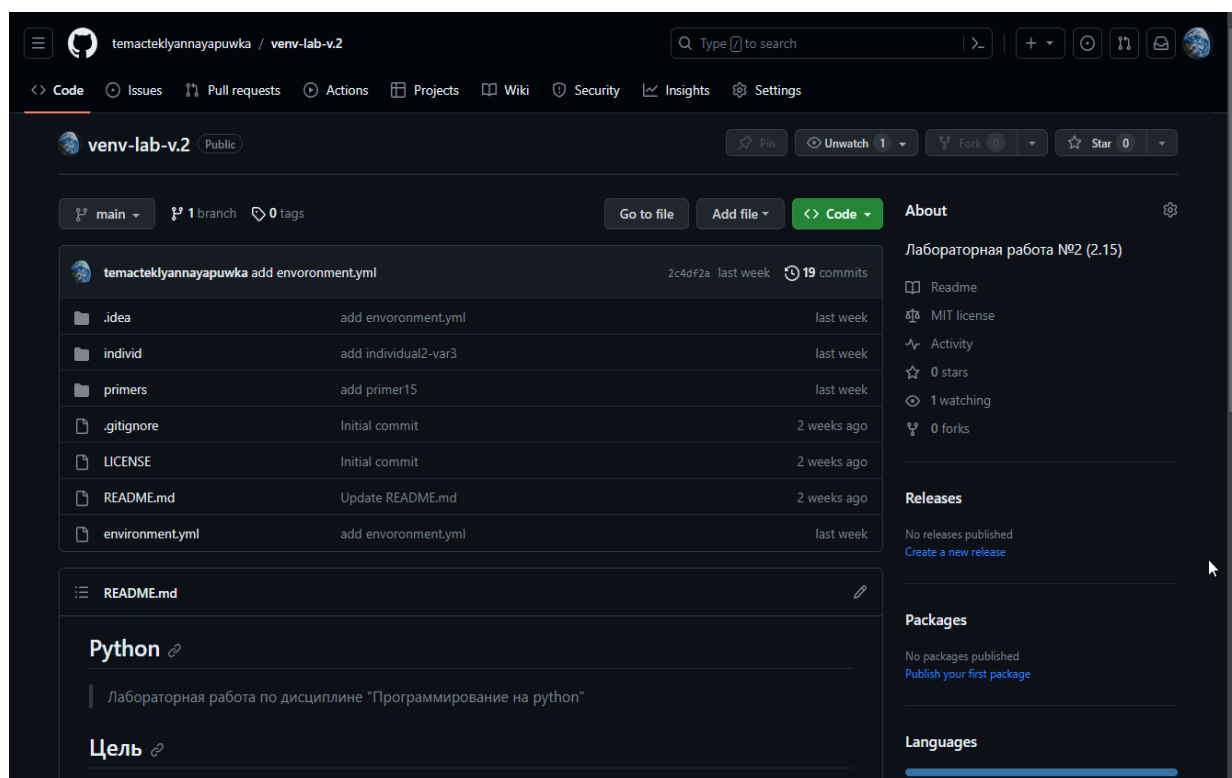 temacteklyannayapuwka / venv-lab-v.2
Type / to search
Code Issues Pull requests Actions Projects Wiki Security Insights Settings
venv-lab-v.2 Public
Pin Unwatch 1 Fork 0 Star 0
main 1 branch 0 tags Go to file Add file Code
temacteklyannayapuwka add envoronment.yml 2c4df2a last week 19 commits
.idea add envoronment.yml last week
individ add individual2-var3 last week
primers add primer15 last week
.gitignore Initial commit 2 weeks ago
LICENSE Initial commit 2 weeks ago
README.md Update README.md 2 weeks ago
environment.yml add envoronment.yml last week
README.md
Python
Лабораторная работа по дисциплине "Программирование на python"
Цель
About
Лабораторная работа №2 (2.15)
Readme
MIT license
Activity
0 stars
1 watching
0 forks
Releases
No releases published
Create a new release
Packages
No packages published
Publish your first package
Languages